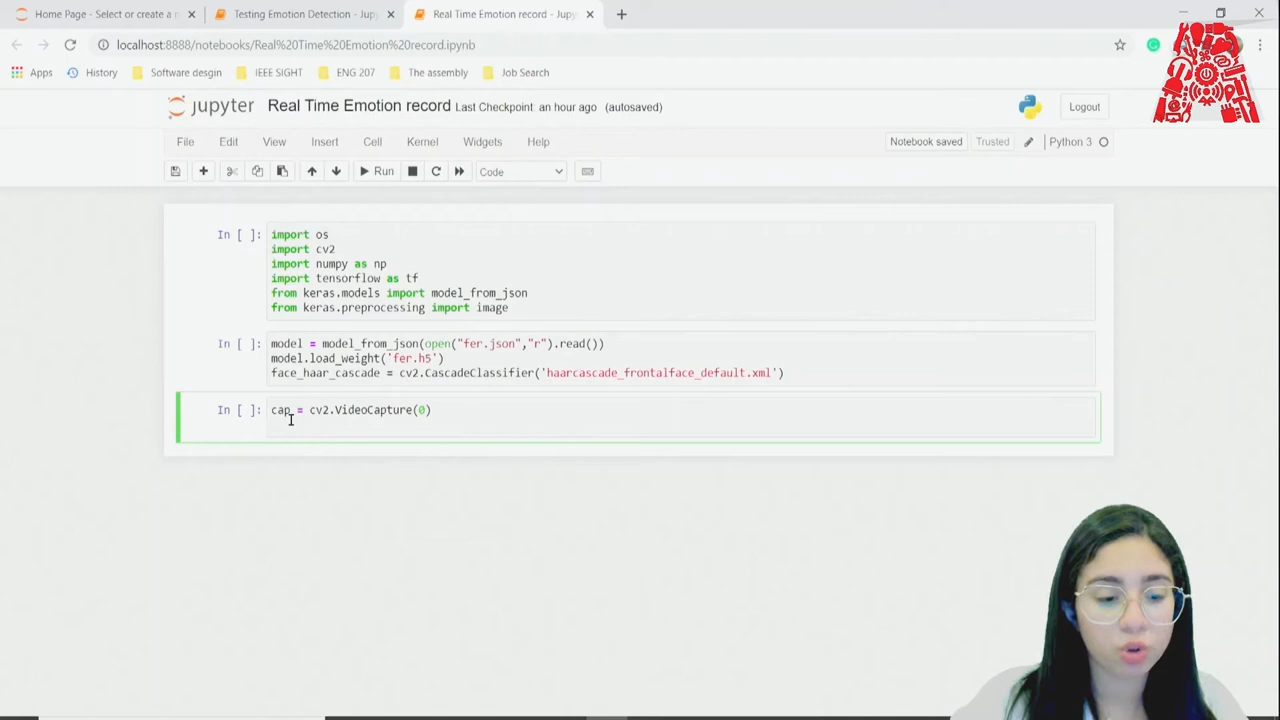 Home Page - Select or create a n
Testing Emotion Detection - Jup
Real Time Emotion record - Jupy
localhost:8888/notebooks/Real%20Time%20Emotion%20record.ipynb
Apps History Software desgin IEEE SIGHT ENG 207 The assembly Job Search
jupyter Real Time Emotion record Last Checkpoint an hour ago (autosaved)
Logout
File Edit View Insert Cell Kernel Widgets Help
Notebook saved Trusted Python 3
Run Code
In [ ]: import os
import cv2
import numpy as np
import tensorflow as tf
from keras.models import model_from_json
from keras.preprocessing import image
In [ ]: model = model_from_json(open("fer.json","r").read())
model.load_weight('fer.h5')
face_haar_cascade = cv2.CascadeClassifier('haarcascade_frontalface_default.xml')
In [ ]: cap = cv2.VideoCapture(0)